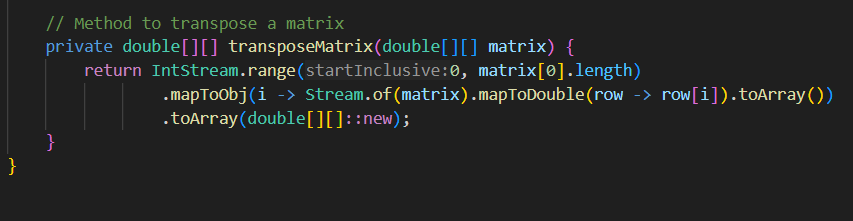 // Method to transpose a matrix
private double[][] transposeMatrix(double[][] matrix) {
return IntStream.range(startInclusive:0, matrix[0].length)
.mapToObj(i -> Stream.of(matrix).mapToDouble(row -> row[i]).toArray())
.toArray(double[][]::new);
}
}